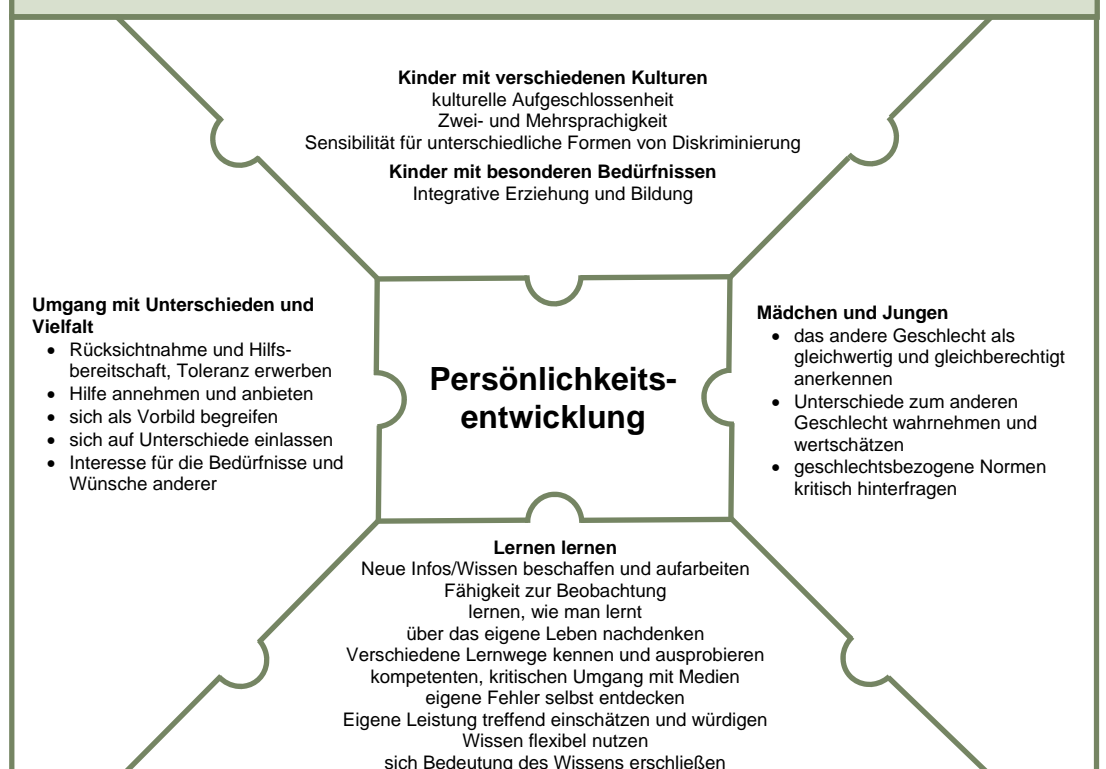 Kinder mit verschiedenen Kulturen
kulturelle Aufgeschlossenheit
Zwei- und Mehrsprachigkeit
Sensibilität für unterschiedliche Formen von Diskriminierung
Kinder mit besonderen Bedürfnissen
Integrative Erziehung und Bildung
Umgang mit Unterschieden und
Vielfalt
• Rücksichtnahme und Hilfs-
bereitschaft, Toleranz erwerben
• Hilfe annehmen und anbieten
• sich als Vorbild begreifen
• sich auf Unterschiede einlassen
• Interesse für die Bedürfnisse und
Wünsche anderer
Persönlichkeits-
entwicklung
Mädchen und Jungen
• das andere Geschlecht als
gleichwertig und gleichberechtigt
anerkennen
• Unterschiede zum anderen
Geschlecht wahrnehmen und
wertschätzen
• geschlechtsbezogene Normen
kritisch hinterfragen
Lernen lernen
Neue Infos/Wissen beschaffen und aufarbeiten
Fähigkeit zur Beobachtung
lernen, wie man lernt
über das eigene Leben nachdenken
Verschiedene Lernwege kennen und ausprobieren
kompetenten, kritischen Umgang mit Medien
eigene Fehler selbst entdecken
Eigene Leistung treffend einschätzen und würdigen
Wissen flexibel nutzen
sich Bedeutung des Wissens erschließen